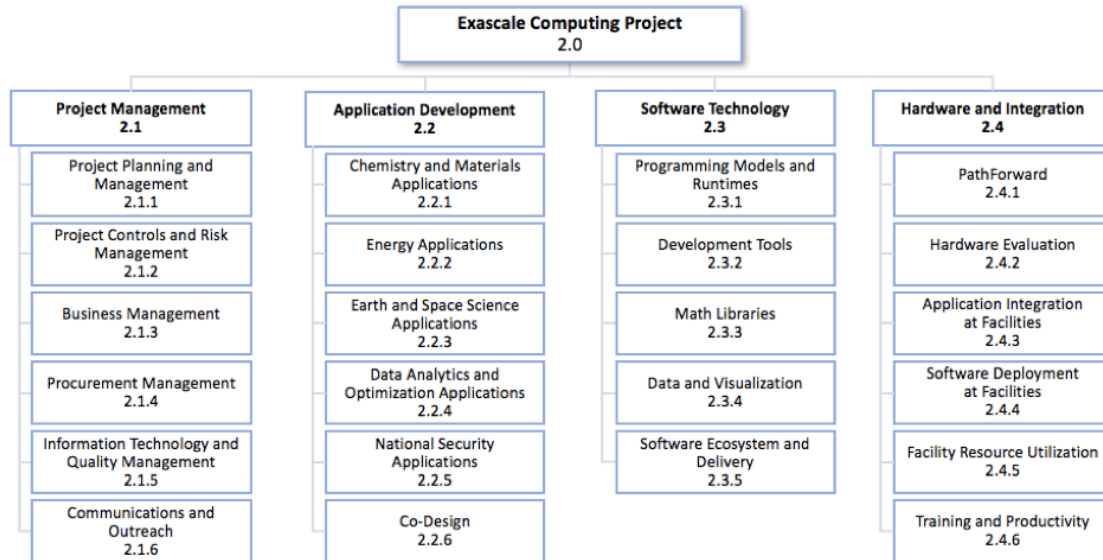 Exascale Computing Project
2.0
Project Management
2.1
Project Planning and
Management
2.1.1
Project Controls and Risk
Management
2.1.2
Business Management
2.1.3
Procurement Management
2.1.4
Information Technology and
Quality Management
2.1.5
Communications and
Outreach
2.1.6
Application Development
2.2
Chemistry and Materials
Applications
2.2.1
Energy Applications
2.2.2
Earth and Space Science
Applications
2.2.3
Data Analytics and
Optimization Applications
2.2.4
National Security
Applications
2.2.5
Co-Design
2.2.6
Software Technology
2.3
Programming Models and
Runtimes
2.3.1
Development Tools
2.3.2
Math Libraries
2.3.3
Data and Visualization
2.3.4
Software Ecosystem and
Delivery
2.3.5
Hardware and Integration
2.4
PathForward
2.4.1
Hardware Evaluation
2.4.2
Application Integration
at Facilities
2.4.3
Software Deployment
at Facilities
2.4.4
Facility Resource Utilization
2.4.5
Training and Productivity
2.4.6